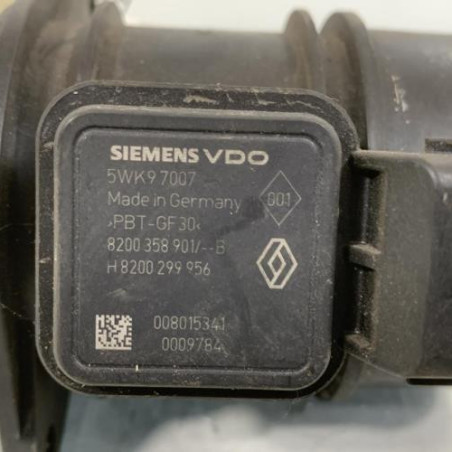 SIEMENS VDO
5WK9 7007
Made in Germany 001
>PBT-GF30<
8200 358 901/--B
H 8200 299 956
008015341
0009784